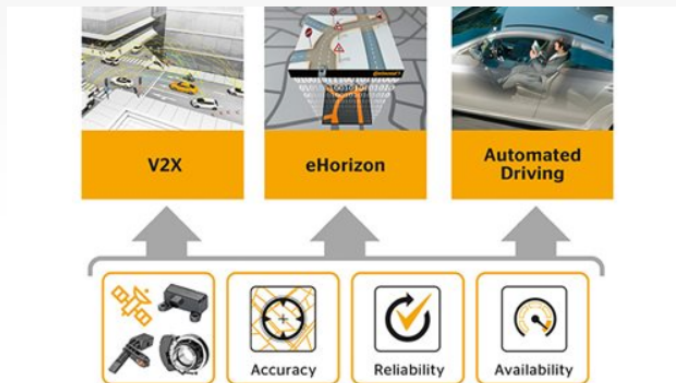 V2X
eHorizon
Automated
Driving
Accuracy
Reliability
Availability